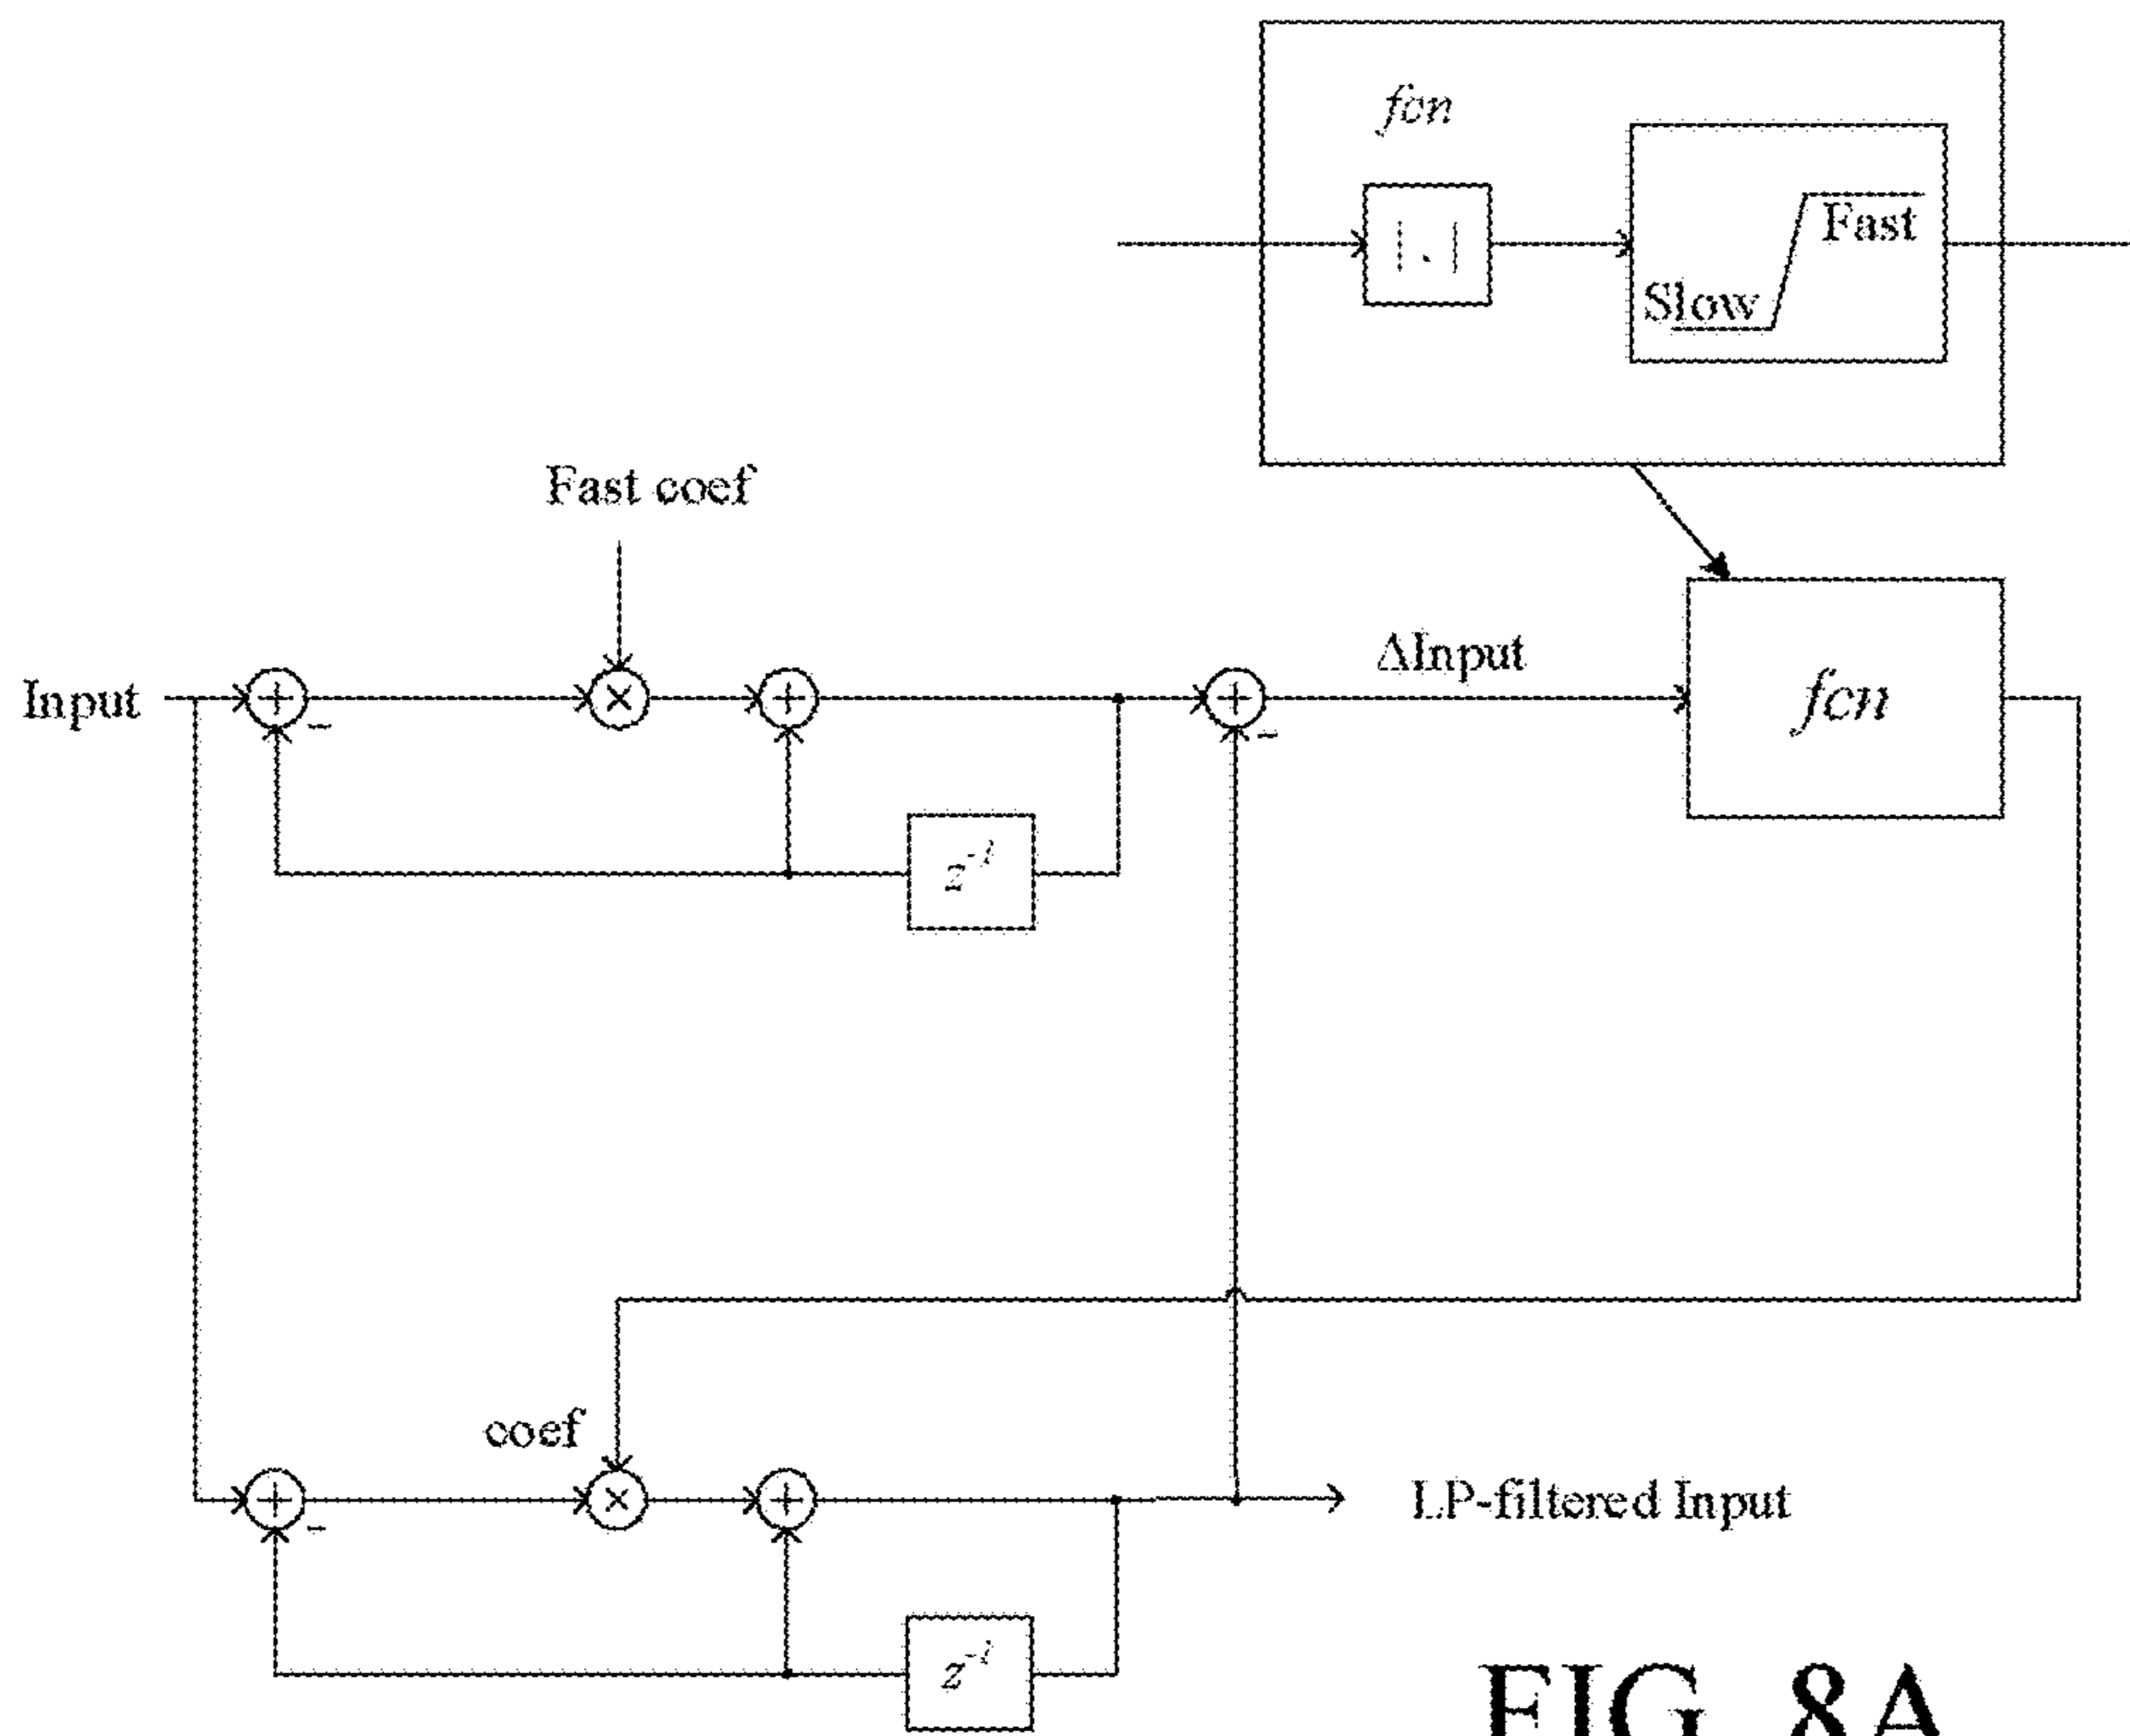 fcn
|.|
Fast
Slow
Fast coef
Input
+
-
×
+
+
-
ΔInput
fcn
z⁻¹
coef
+
-
×
+
LP-filtered Input
z⁻¹
FIG. 8A